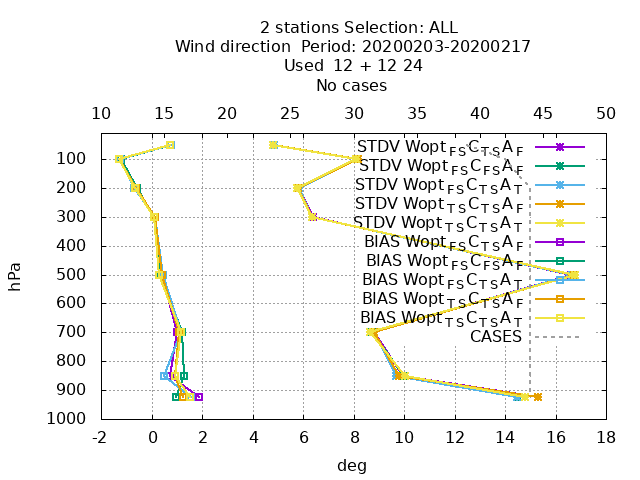 2 stations Selection: ALL
Wind direction  Period: 20200203-20200217
Used  12 + 12 24
No cases
10 15 20 25 30 35 40 45 50
STDV Wopt_FS C_TS A_F
100
STDV Wopt_FS C_FS A_F
200
STDV Wopt_FS C_TS A_T
STDV Wopt_TS C_TS A_F
300
STDV Wopt_TS C_TS A_T
400
BIAS Wopt_FS C_TS A_F
BIAS Wopt_FS C_FS A_F
500
BIAS Wopt_FS C_TS A_T
600
BIAS Wopt_TS C_TS A_F
BIAS Wopt_TS C_TS A_T
700
CASES
800
900
1000
hPa
-2 0 2 4 6 8 10 12 14 16 18
deg